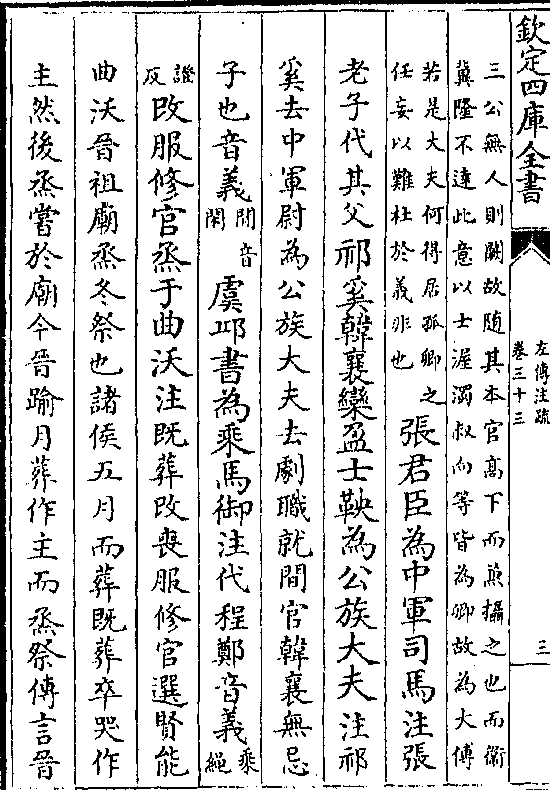 欽定四庫全書
左傳注疏
卷三十三
三
三公無人則闕故随其本官高下而兼攝之也而衞
冀隆不達此意以士渥濁叔向等皆為卿故為大傅
若是大夫何得居孤卿之
任妄以難杜於義非也
張君臣為中軍司馬注張
老子代其父祁奚韓襄欒盈士鞅為公族大夫注祁
奚去中軍尉為公族大夫去劇職就間官韓襄無忌
子也音義間音
閑
虞丘書為乘馬御注代程鄭音義乘
繩
證
反
改服修官烝于曲沃注既葬改喪服修官選賢能
曲沃晉祖廟烝冬祭也諸侯五月而葬既葬卒哭作
主然後烝嘗於廟今晉踰月葬作主而烝祭傳言晉